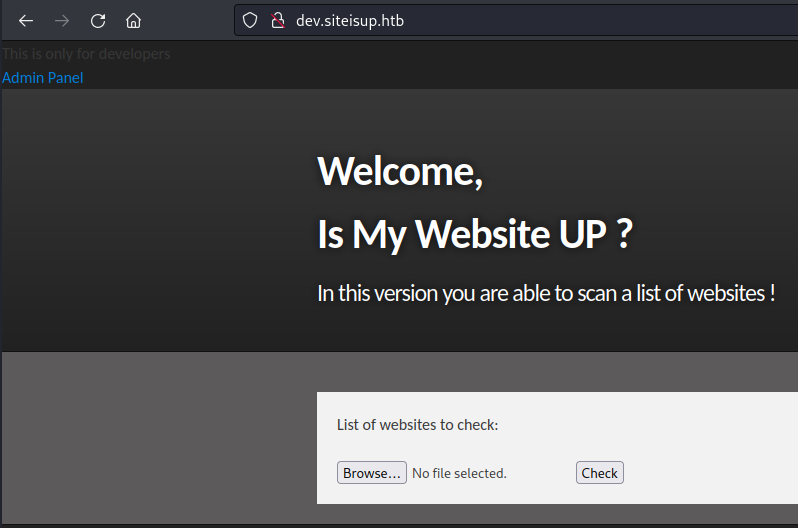 dev.siteisup.htb
This is only for developers
Admin Panel
Welcome,
Is My Website UP ?
In this version you are able to scan a list of websites !
List of websites to check:
Browse... No file selected. Check